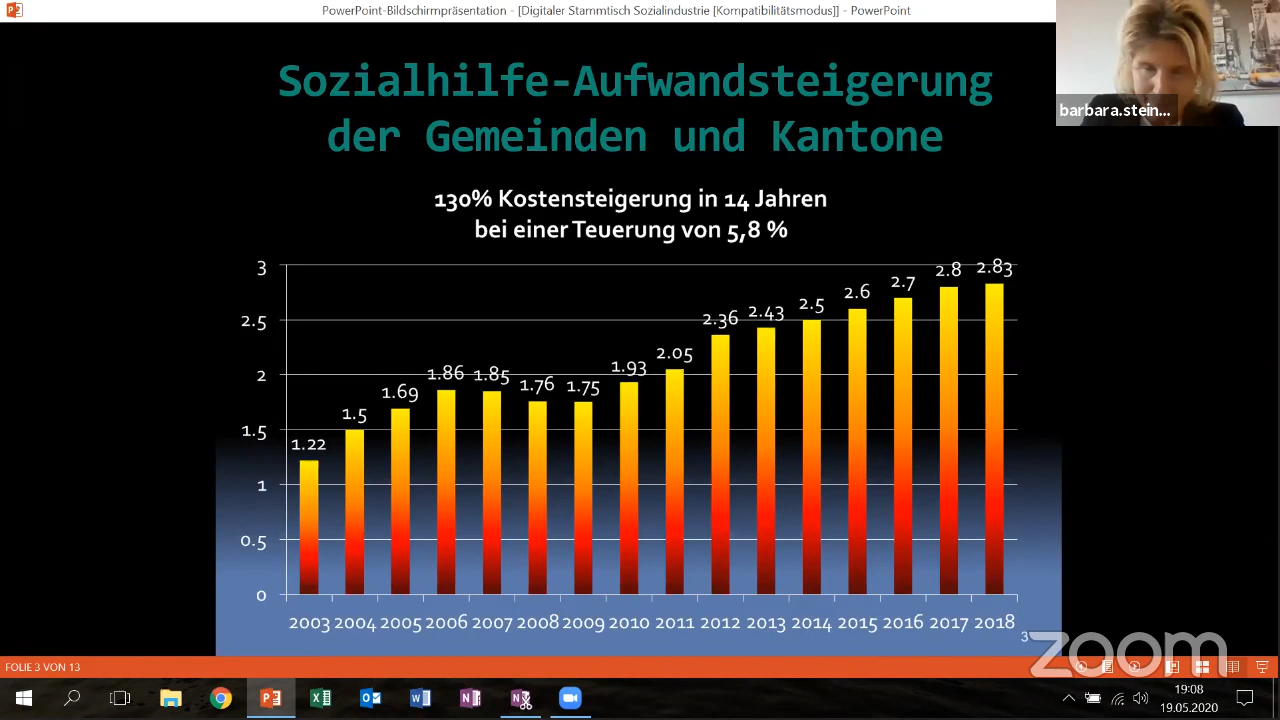 PowerPoint-Bildschirmpräsentation - [Digitaler Stammtisch Sozialindustrie [Kompatibilitätsmodus]] - PowerPoint
barbara.stein...
Sozialhilfe-Aufwandsteigerung
der Gemeinden und Kantone
130% Kostensteigerung in 14 Jahren
bei einer Teuerung von 5,8 %
3
2.5
2
1.5
1
0.5
0
1.22
1.5
1.69
1.86
1.85
1.76
1.75
1.93
2.05
2.36
2.43
2.5
2.6
2.7
2.8
2.83
2003 2004 2005 2006 2007 2008 2009 2010 2011 2012 2013 2014 2015 2016 2017 2018
3
zoom
FOLIE 3 VON 13
19:08
19.05.2020